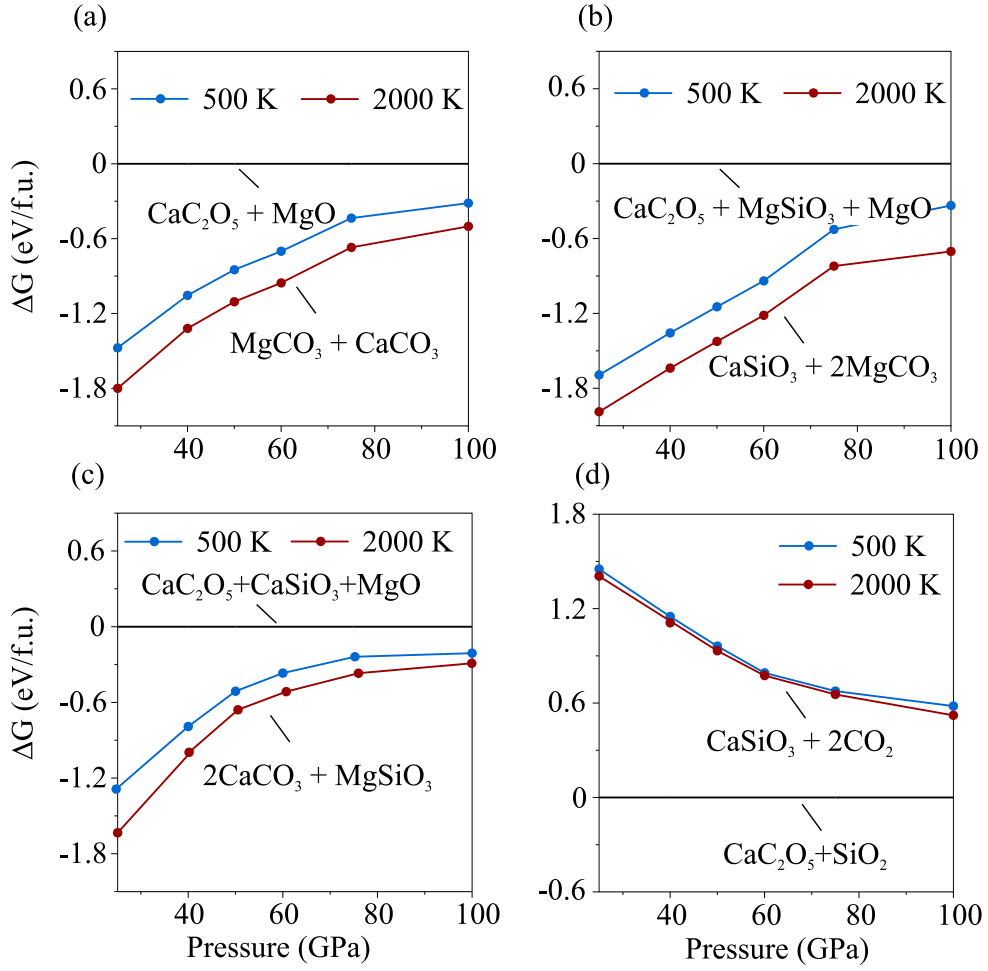 (a)
500 K 2000 K
0.6
0
-0.6
-1.2
-1.8
ΔG (eV/f.u.)
CaC₂O₅ + MgO
MgCO₃ + CaCO₃
40 60 80 100
(b)
500 K 2000 K
0.6
0
-0.6
-1.2
-1.8
CaC₂O₅ + MgSiO₃ + MgO
CaSiO₃ + 2MgCO₃
40 60 80 100
(c)
500 K 2000 K
0.6
0
-0.6
-1.2
-1.8
ΔG (eV/f.u.)
CaC₂O₅+CaSiO₃+MgO
2CaCO₃ + MgSiO₃
40 60 80 100
Pressure (GPa)
(d)
1.8
1.2
0.6
0
-0.6
500 K
2000 K
CaSiO₃ + 2CO₂
CaC₂O₅+SiO₂
40 60 80 100
Pressure (GPa)